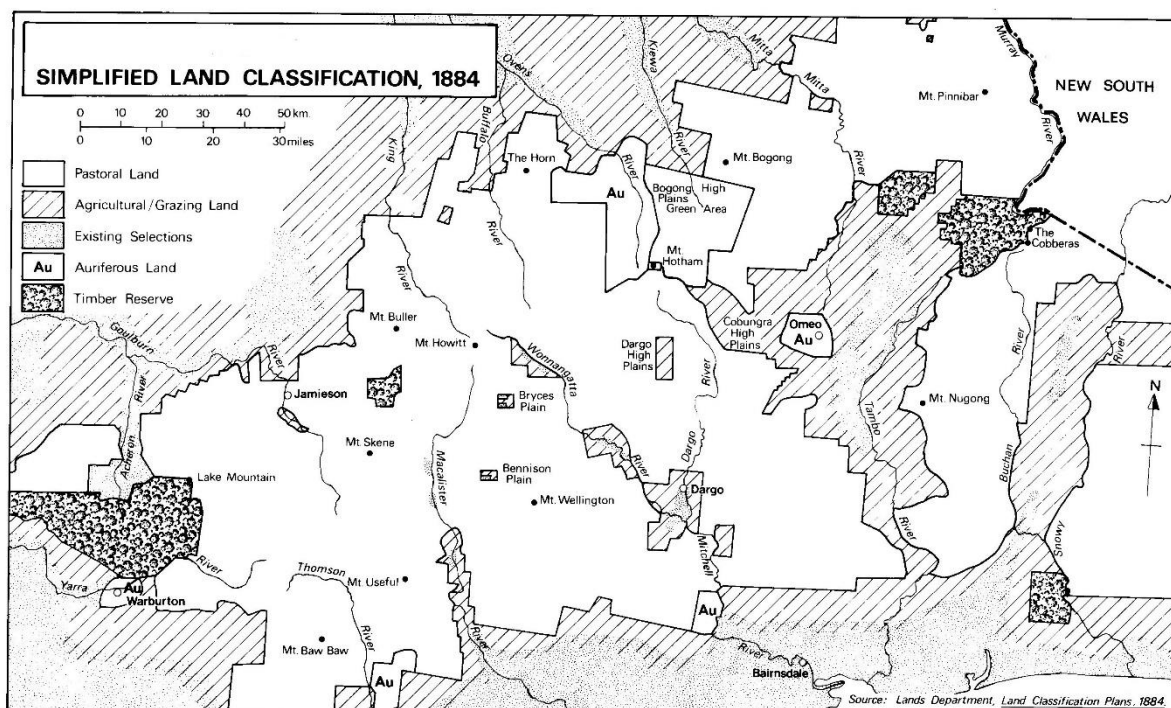 SIMPLIFIED LAND CLASSIFICATION, 1884
0 10 20 30 40 50 km.
0 10 20 30 miles
Pastoral Land
Agricultural/Grazing Land
Existing Selections
Au Auriferous Land
Timber Reserve
NEW SOUTH
WALES
Murray
River
Mt. Pinnibar
Mitta
Mitta
River
Kiewa
River
Ovens
River
Buffalo
River
King
River
The Horn
Au
Mt. Bogong
Bogong High
Plains
Green Area
Mt.
Hotham
The
Cobberas
Cobungra
High
Plains
Omeo
Au
Goulburn
River
Mt. Buller
Mt. Howitt
Wonnangatta
River
Dargo
High
Plains
River
Dargo
Jamieson
Bryces
Plain
Mt. Skene
Macalister
River
Bennison
Plain
Mt. Wellington
Dargo
Mt. Nugong
Tambo
River
River
Buchan
River
Snowy
N
Acheron
River
Lake Mountain
Yarra
River
Au
Warburton
Thomson
River
Mt. Useful
Mt. Baw Baw
Au
Mitchell
River
Au
Bairnsdale
Source: Lands Department, Land Classification Plans, 1884